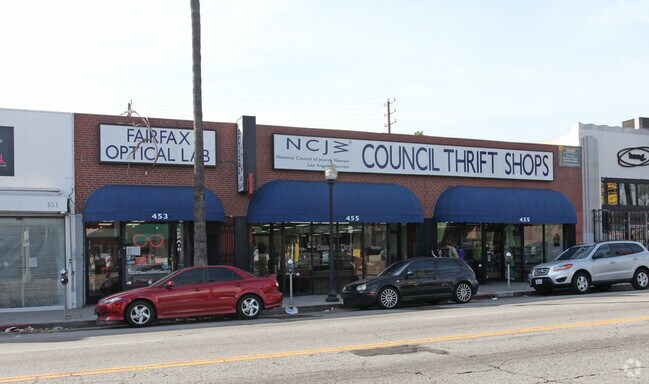 FAIRFAX
OPTICAL LAB
NCJW
National Council of Jewish Women
Los Angeles Section
COUNCIL THRIFT SHOPS
451
453
455
455